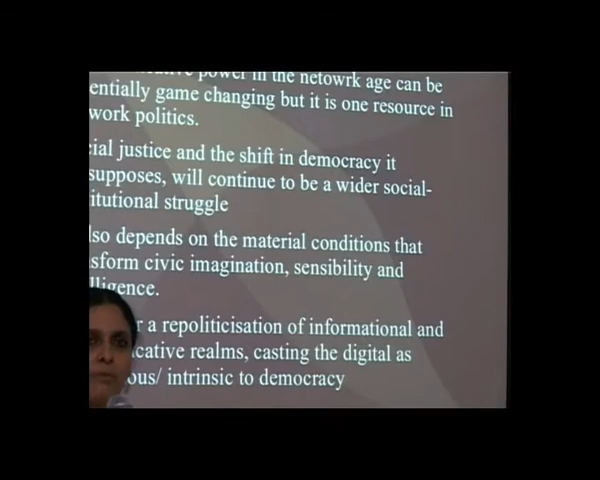 power in the netowrk age can be
entially game changing but it is one resource in
work politics.
ial justice and the shift in democracy it
supposes, will continue to be a wider social-
itutional struggle
lso depends on the material conditions that
sform civic imagination, sensibility and
lligence.
r a repoliticisation of informational and
cative realms, casting the digital as
ous/ intrinsic to democracy